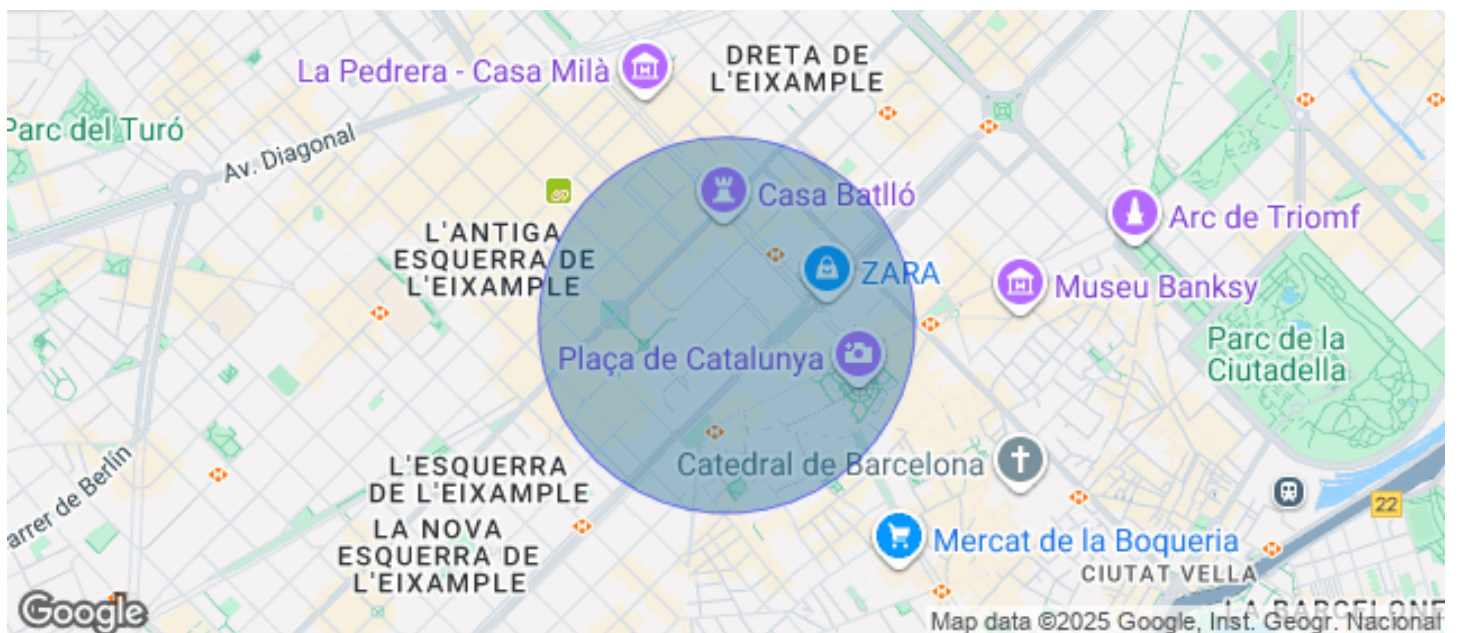 DRETA DE
L'EIXAMPLE
La Pedrera - Casa Milà
Parc del Turó
Av. Diagonal
Casa Batlló
Arc de Triomf
L'ANTIGA
ESQUERRA DE
L'EIXAMPLE
ZARA
Museu Banksy
Plaça de Catalunya
Parc de la
Ciutadella
L'ESQUERRA
DE L'EIXAMPLE
Catedral de Barcelona
arrer de Berlín
22
LA NOVA
ESQUERRA DE
L'EIXAMPLE
Mercat de la Boqueria
CIUTAT VELLA
LA BARCELONE
Google
Map data ©2025 Google, Inst. Geogr. Nacional